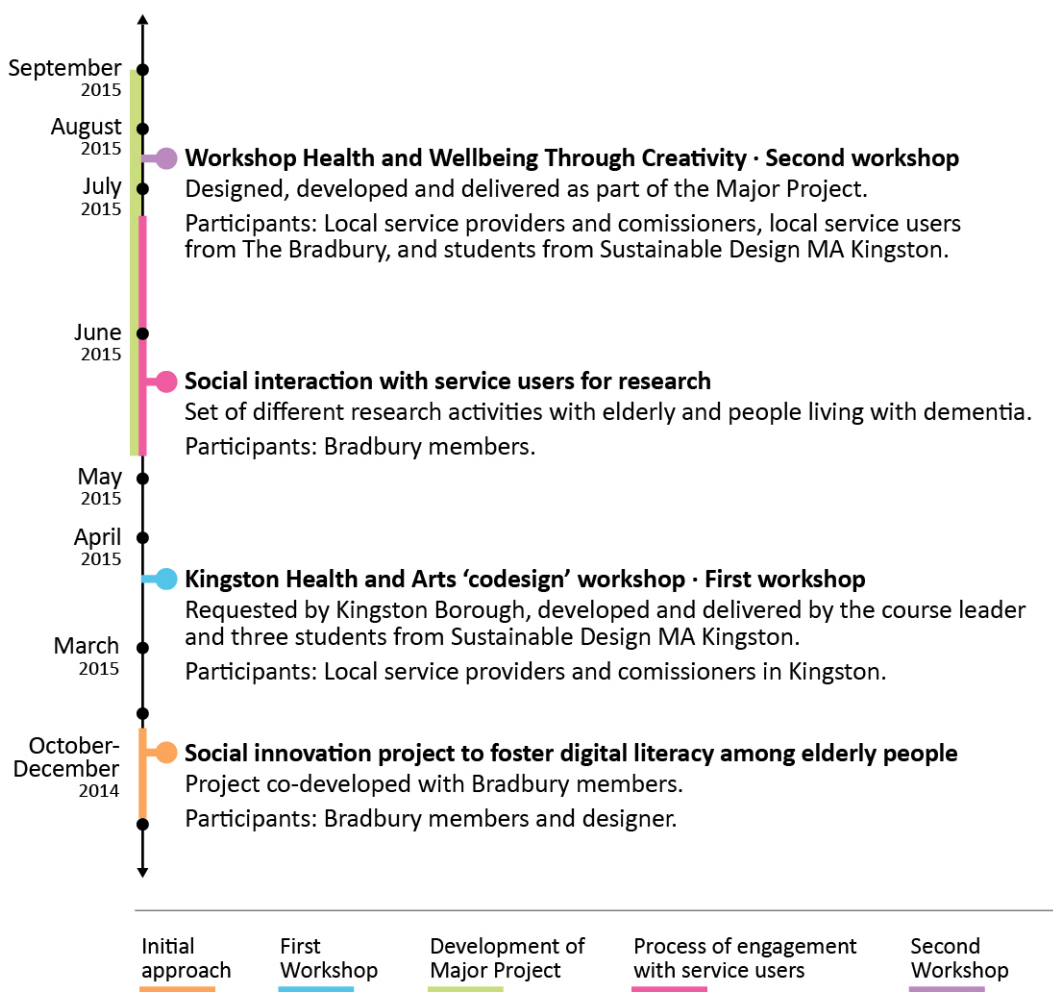 September
2015
August
2015
Workshop Health and Wellbeing Through Creativity · Second workshop
July
2015
Designed, developed and delivered as part of the Major Project.
Participants: Local service providers and comissioners, local service users
from The Bradbury, and students from Sustainable Design MA Kingston.
June
2015
Social interaction with service users for research
Set of different research activities with elderly and people living with dementia.
Participants: Bradbury members.
May
2015
April
2015
Kingston Health and Arts ‘codesign’ workshop · First workshop
Requested by Kingston Borough, developed and delivered by the course leader
and three students from Sustainable Design MA Kingston.
March
2015
Participants: Local service providers and comissioners in Kingston.
October-
December
2014
Social innovation project to foster digital literacy among elderly people
Project co-developed with Bradbury members.
Participants: Bradbury members and designer.
Initial
approach
First
Workshop
Development of
Major Project
Process of engagement
with service users
Second
Workshop